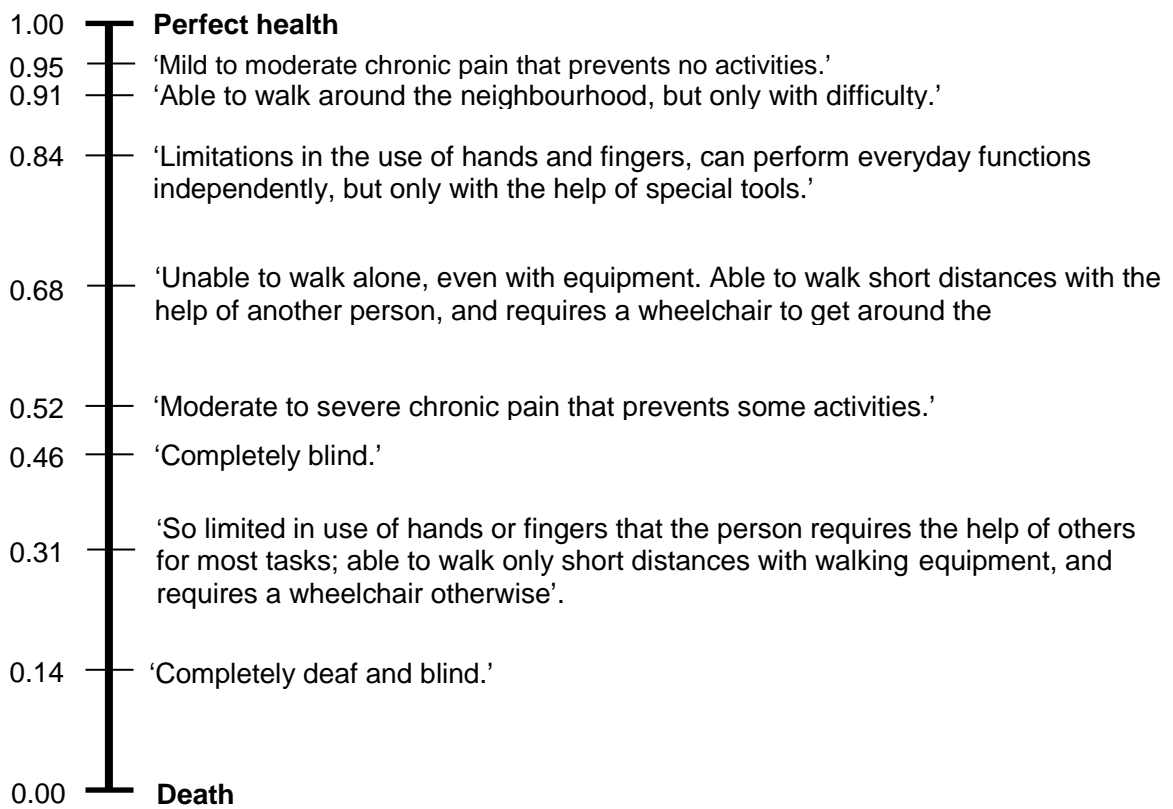 1.00 Perfect health
0.95 ‘Mild to moderate chronic pain that prevents no activities.’
0.91 ‘Able to walk around the neighbourhood, but only with difficulty.’
0.84 ‘Limitations in the use of hands and fingers, can perform everyday functions
independently, but only with the help of special tools.’
0.68 ‘Unable to walk alone, even with equipment. Able to walk short distances with the
help of another person, and requires a wheelchair to get around the
0.52 ‘Moderate to severe chronic pain that prevents some activities.’
0.46 ‘Completely blind.’
‘So limited in use of hands or fingers that the person requires the help of others
0.31 for most tasks; able to walk only short distances with walking equipment, and
requires a wheelchair otherwise’.
0.14 ‘Completely deaf and blind.’
0.00 Death